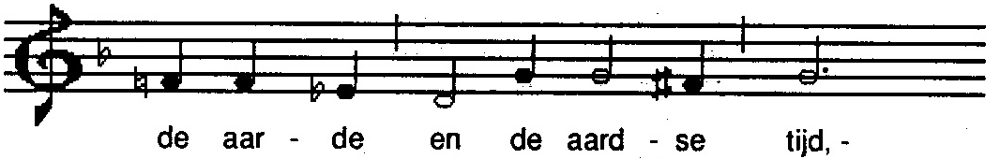 de aar - de en de aard - se tijd, -